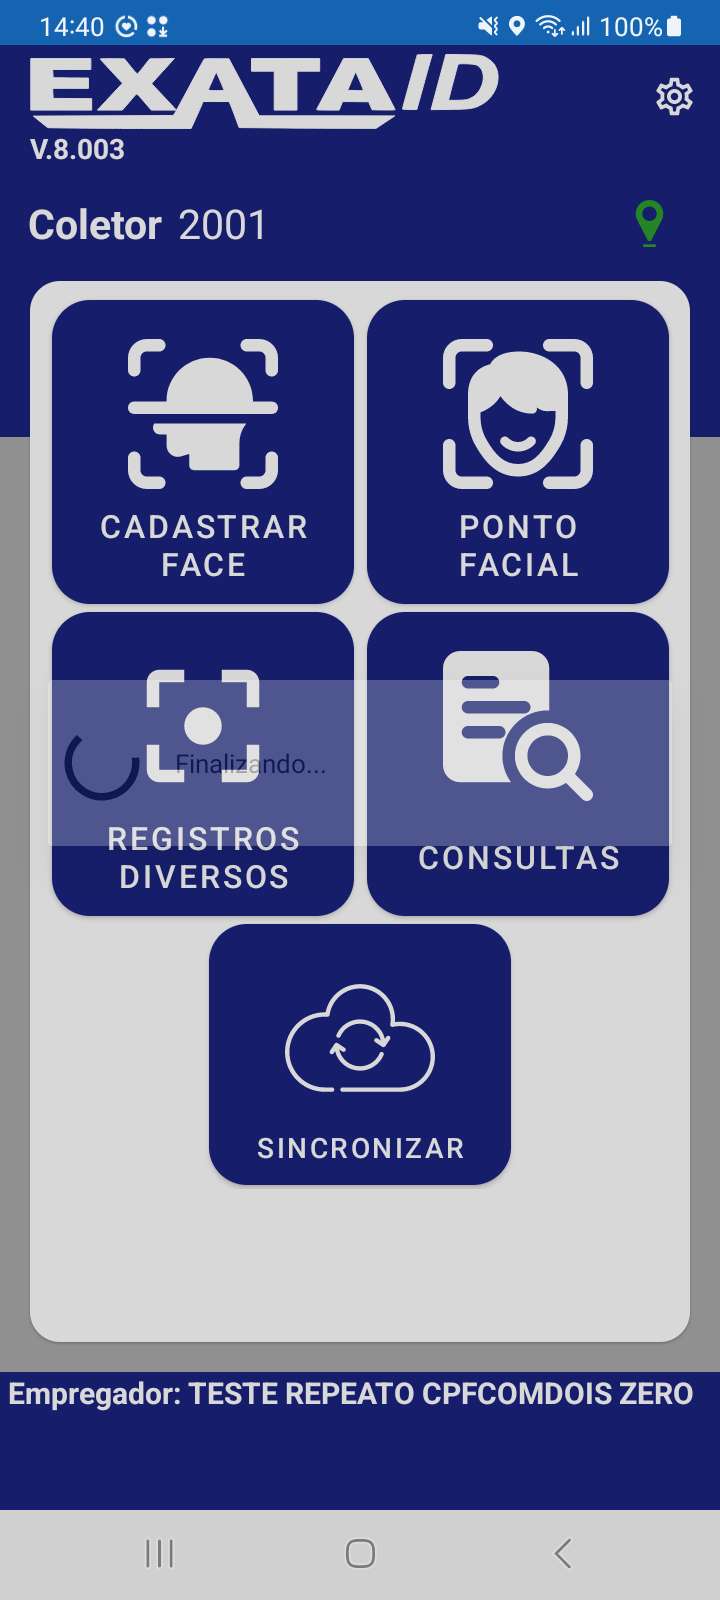 14:40
100%
EXATA ID
V.8.003
Coletor 2001
CADASTRAR
FACE
PONTO
FACIAL
Finalizando...
REGISTROS
DIVERSOS
CONSULTAS
SINCRONIZAR
Empregador: TESTE REPEATO CPFCOMDOIS ZERO